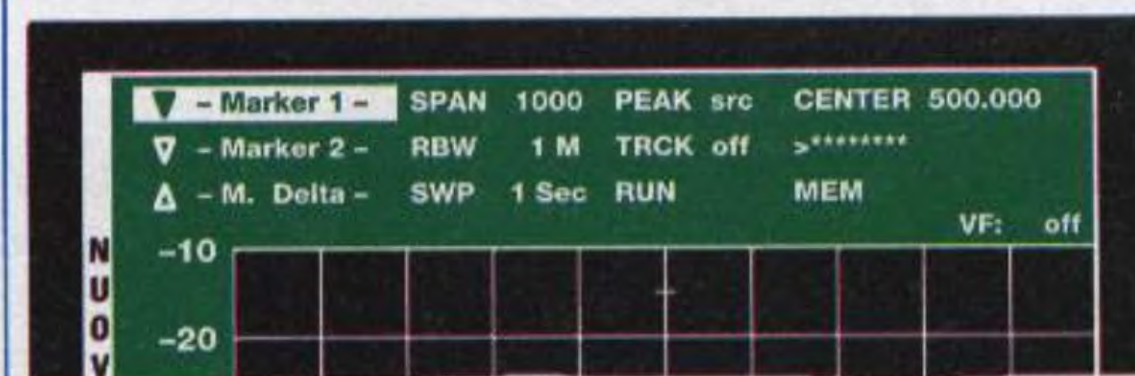 ▼ – Marker 1 – SPAN 1000 PEAK src CENTER 500.000
▽ – Marker 2 – RBW 1 M TRCK off >********
△ – M. Delta – SWP 1 Sec RUN MEM
VF: off
–10
–20
NUOV